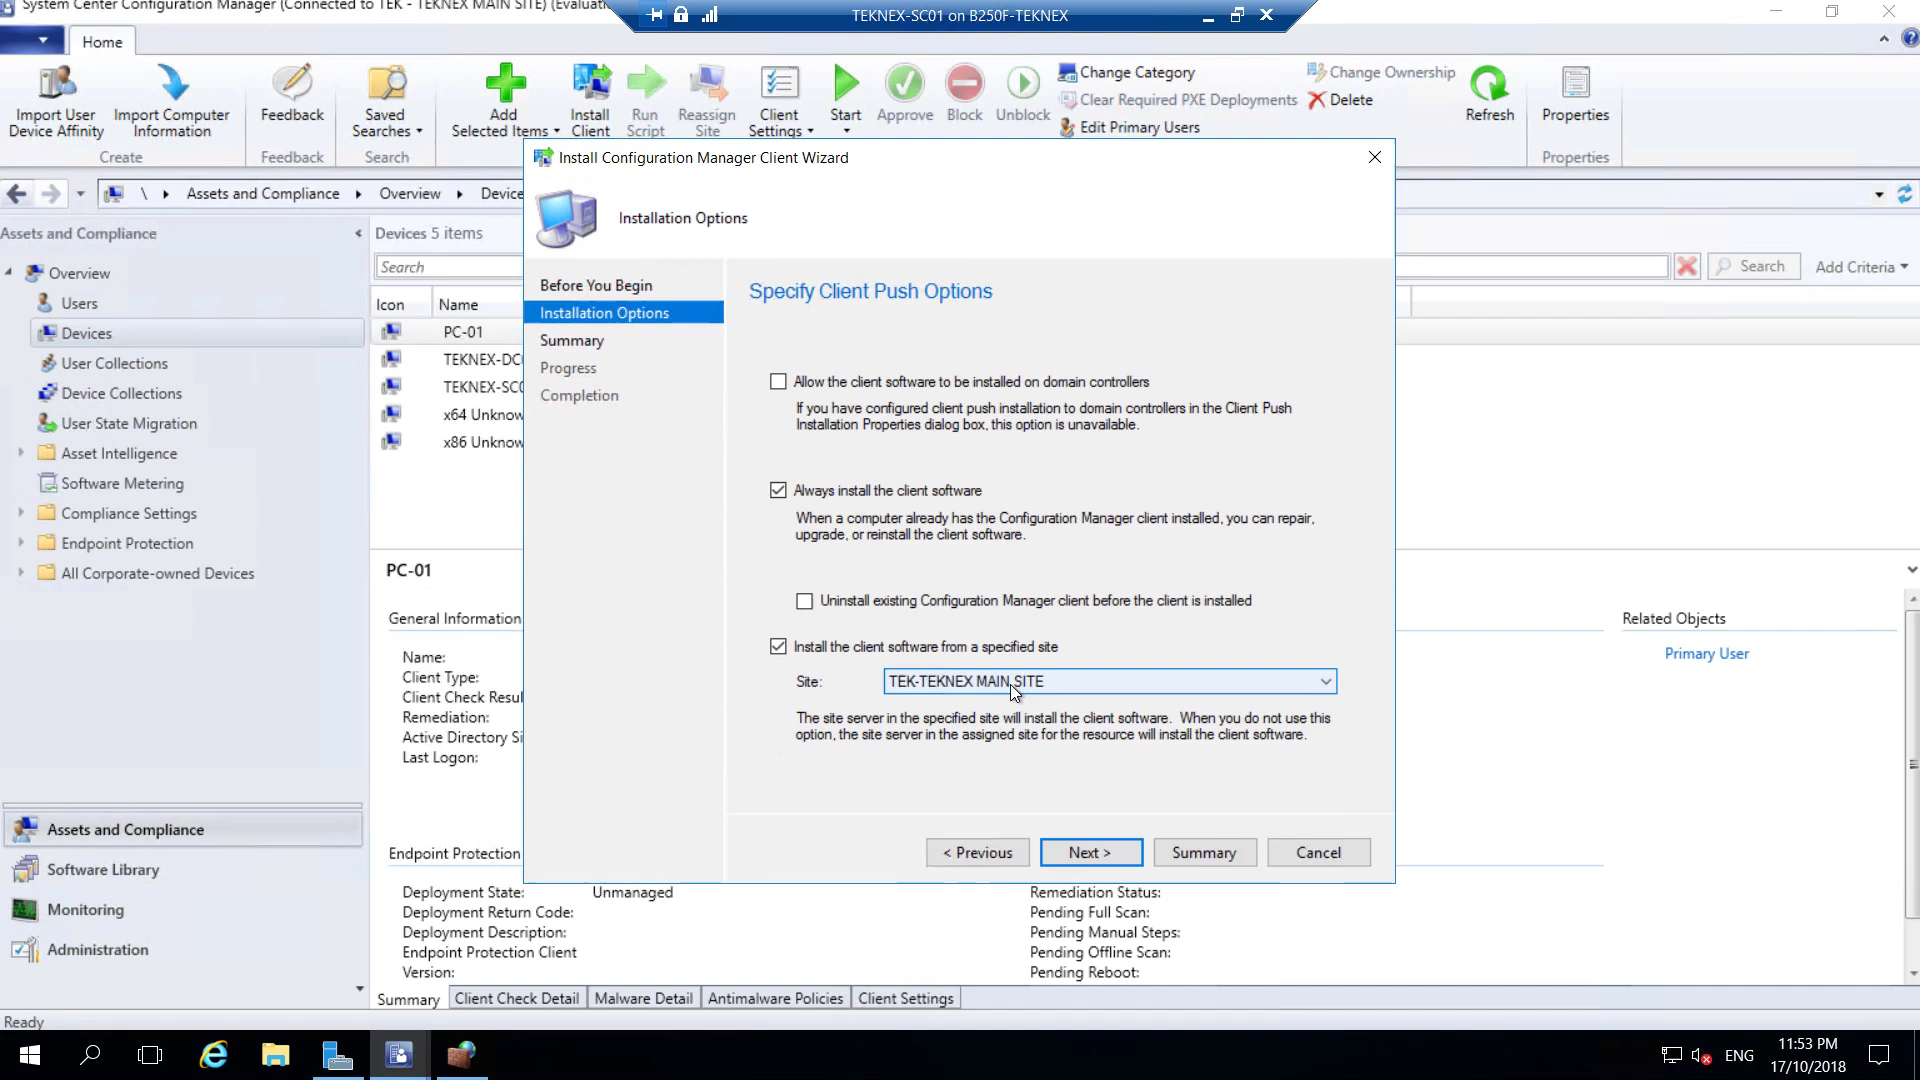 System Center Configuration Manager (Connected to TEK - TEKNEX MAIN SITE) (Evaluat
TEKNEX-SC01 on B250F-TEKNEX
Home
Import User
Device Affinity
Import Computer
Information
Create
Feedback
Feedback
Saved
Searches
Search
Add
Selected Items
Install
Client
Run
Script
Reassign
Site
Client
Settings
Start
Approve
Block
Unblock
Change Category
Clear Required PXE Deployments
Edit Primary Users
Change Ownership
Delete
Refresh
Properties
Properties
\ Assets and Compliance Overview Device
Assets and Compliance
Overview
Users
Devices
User Collections
Device Collections
User State Migration
Asset Intelligence
Software Metering
Compliance Settings
Endpoint Protection
All Corporate-owned Devices
Assets and Compliance
Software Library
Monitoring
Administration
Ready
Devices 5 items
Search
Search
Add Criteria
Icon Name
PC-01
TEKNEX-DC0
TEKNEX-SC0
x64 Unknow
x86 Unknow
PC-01
General Information
Name:
Client Type:
Client Check Resul
Remediation:
Active Directory Si
Last Logon:
Related Objects
Primary User
Endpoint Protection
Deployment State: Unmanaged
Deployment Return Code:
Deployment Description:
Endpoint Protection Client
Version:
Remediation Status:
Pending Full Scan:
Pending Manual Steps:
Pending Offline Scan:
Pending Reboot:
Summary Client Check Detail Malware Detail Antimalware Policies Client Settings
Install Configuration Manager Client Wizard
Installation Options
Before You Begin
Installation Options
Summary
Progress
Completion
Specify Client Push Options
Allow the client software to be installed on domain controllers
If you have configured client push installation to domain controllers in the Client Push
Installation Properties dialog box, this option is unavailable.
Always install the client software
When a computer already has the Configuration Manager client installed, you can repair,
upgrade, or reinstall the client software.
Uninstall existing Configuration Manager client before the client is installed
Install the client software from a specified site
Site: TEK-TEKNEX MAIN SITE
The site server in the specified site will install the client software. When you do not use this
option, the site server in the assigned site for the resource will install the client software.
< Previous Next > Summary Cancel
ENG
11:53 PM
17/10/2018